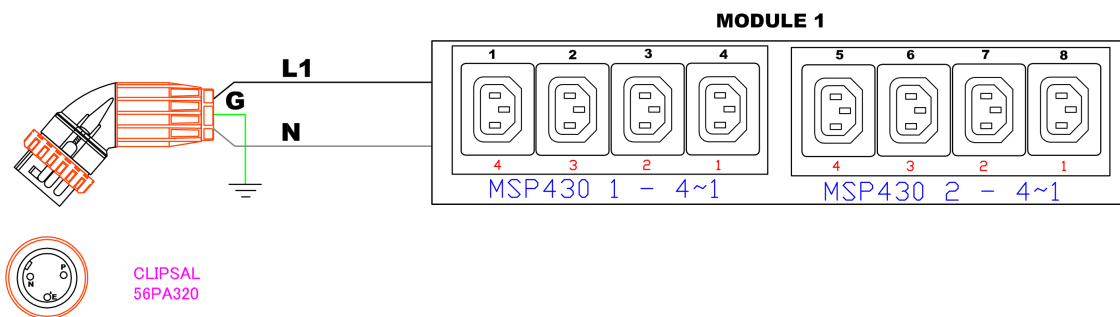 MODULE 1
1 2 3 4 5 6 7 8
L1
G
N
4 3 2 1 4 3 2 1
MSP430 1 - 4~1 MSP430 2 - 4~1
P
N
E
CLIPSAL
56PA320